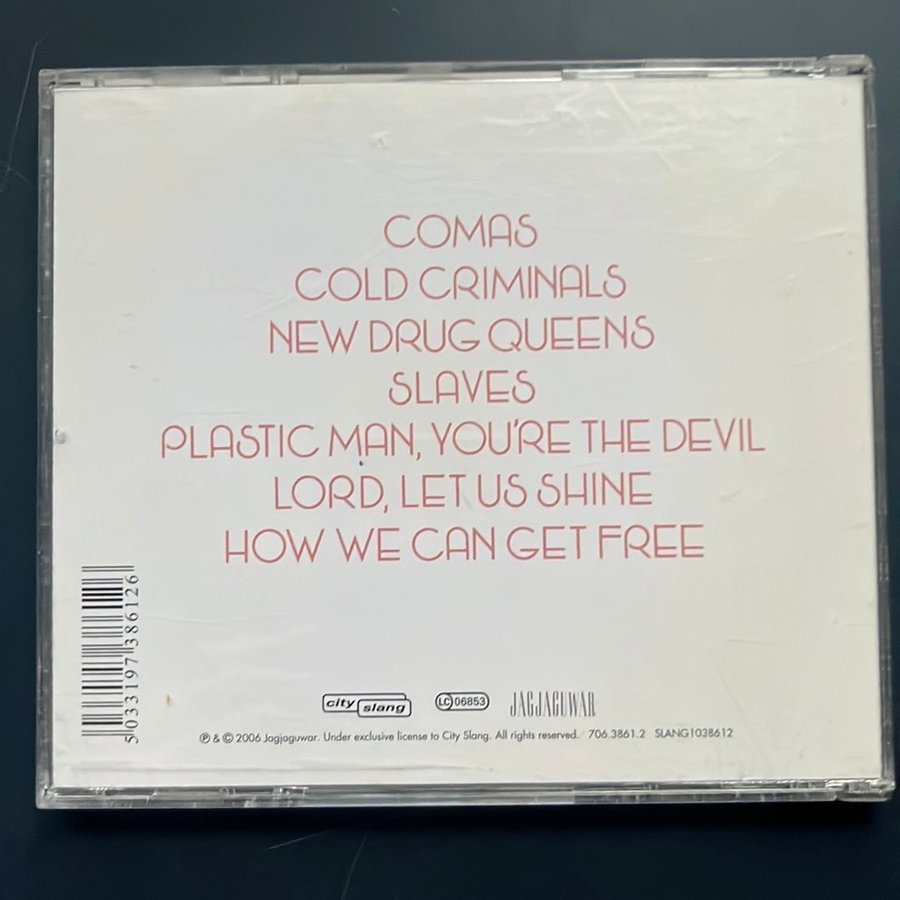 COMAS
COLD CRIMINALS
NEW DRUG QUEENS
SLAVES
PLASTIC MAN, YOU'RE THE DEVIL
LORD, LET US SHINE
HOW WE CAN GET FREE
5 033197 386126
city slang
LC 06853
JAGJAGUWAR
℗ & © 2006 Jagjaguwar. Under exclusive license to City Slang. All rights reserved. 706.3861.2 SLANG1038612